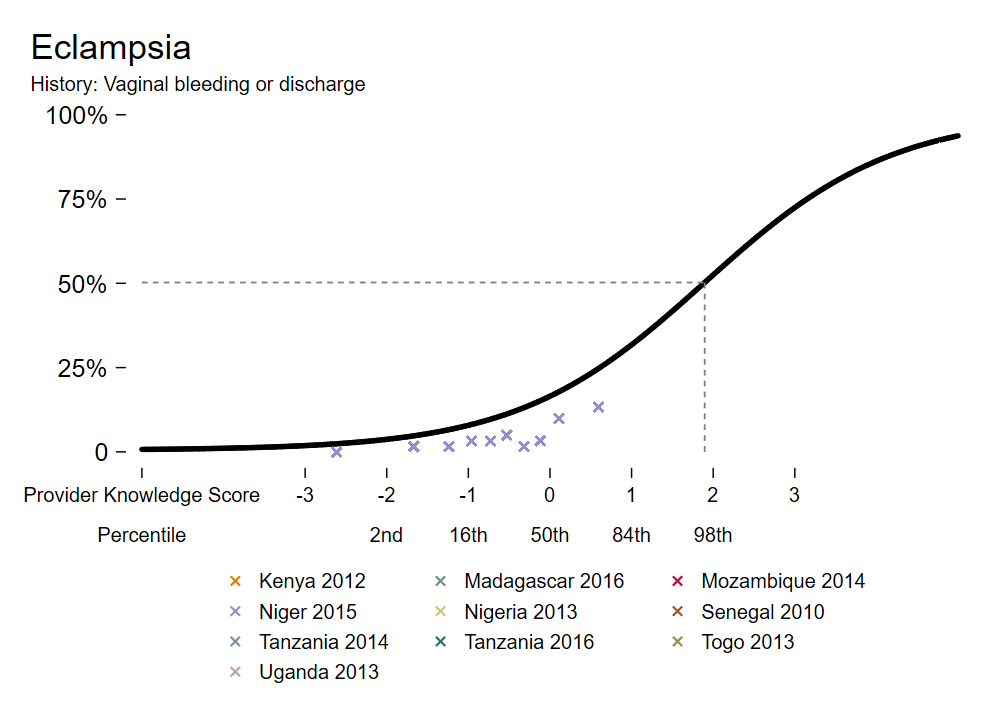 Eclampsia
History: Vaginal bleeding or discharge
100%
75%
50%
25%
0
Provider Knowledge Score -3 -2 -1 0 1 2 3
Percentile 2nd 16th 50th 84th 98th
Kenya 2012 Madagascar 2016 Mozambique 2014
Niger 2015 Nigeria 2013 Senegal 2010
Tanzania 2014 Tanzania 2016 Togo 2013
Uganda 2013